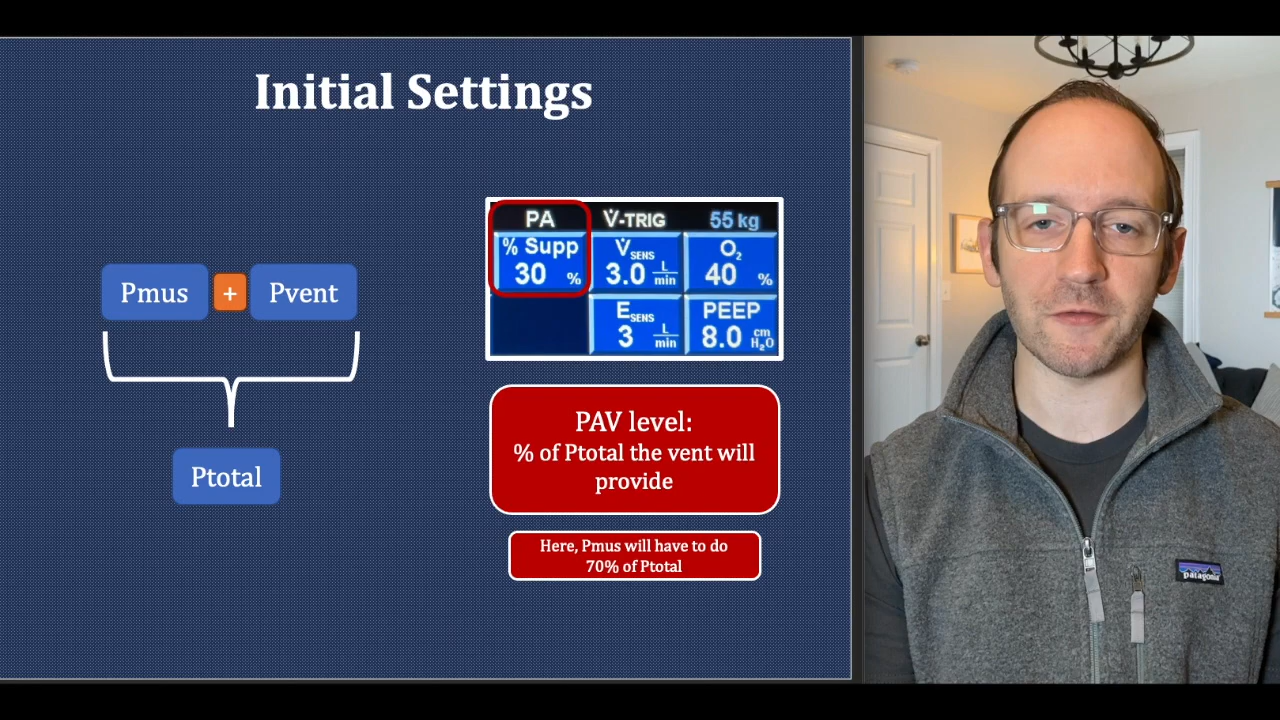 Initial Settings
Pmus + Pvent
Ptotal
PA V̇-TRIG 55 kg
% Supp V̇SENS O₂
30 % 3.0 L/min 40 %
ESENS PEEP
3 L/min 8.0 cm H₂O
PAV level:
% of Ptotal the vent will
provide
Here, Pmus will have to do
70% of Ptotal
patagonia